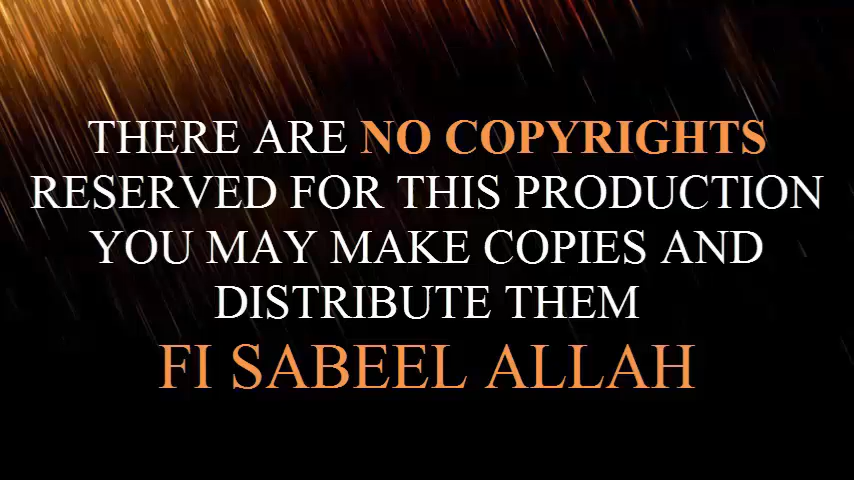 THERE ARE NO COPYRIGHTS
RESERVED FOR THIS PRODUCTION
YOU MAY MAKE COPIES AND
DISTRIBUTE THEM
FI SABEEL ALLAH